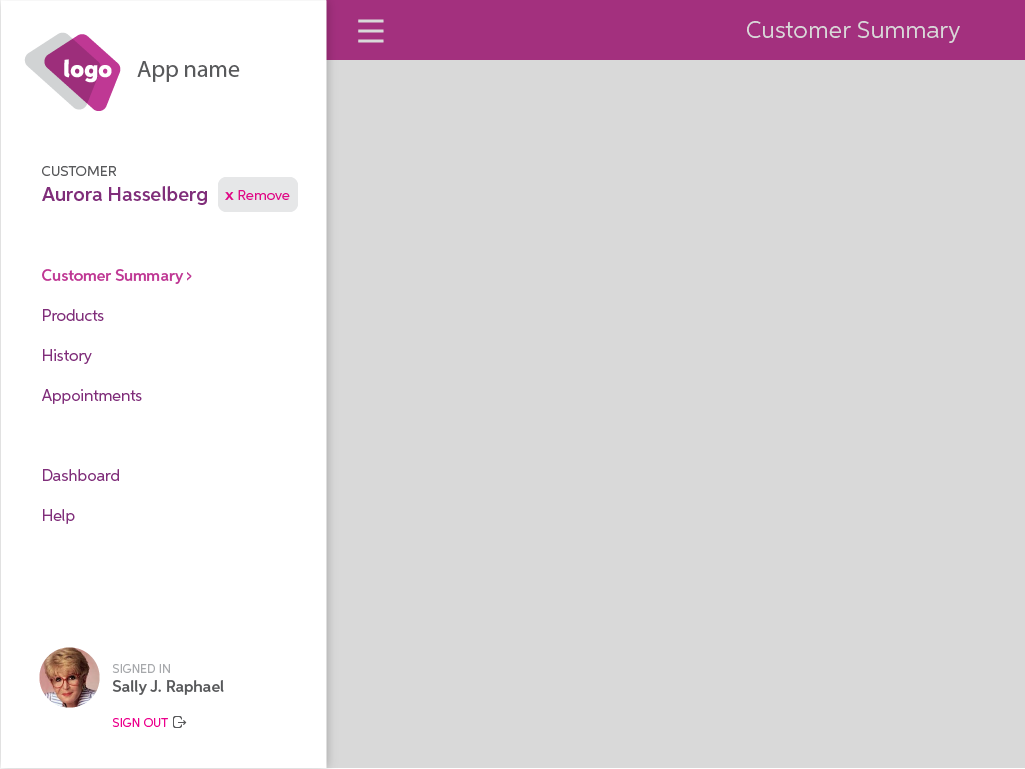 logo
App name
Customer Summary
CUSTOMER
Aurora Hasselberg
x Remove
Customer Summary >
Products
History
Appointments
Dashboard
Help
SIGNED IN
Sally J. Raphael
SIGN OUT